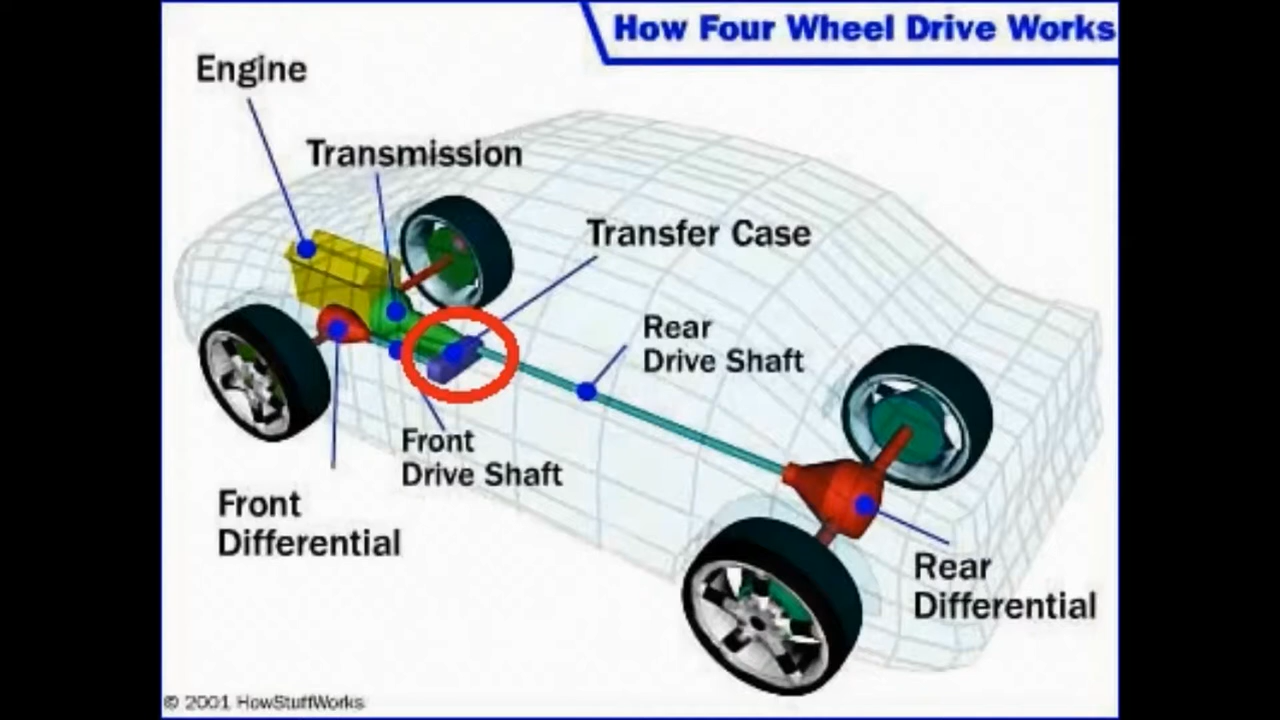 How Four Wheel Drive Works
Engine
Transmission
Transfer Case
Rear
Drive Shaft
Front
Drive Shaft
Front
Differential
Rear
Differential
© 2001 HowStuffWorks